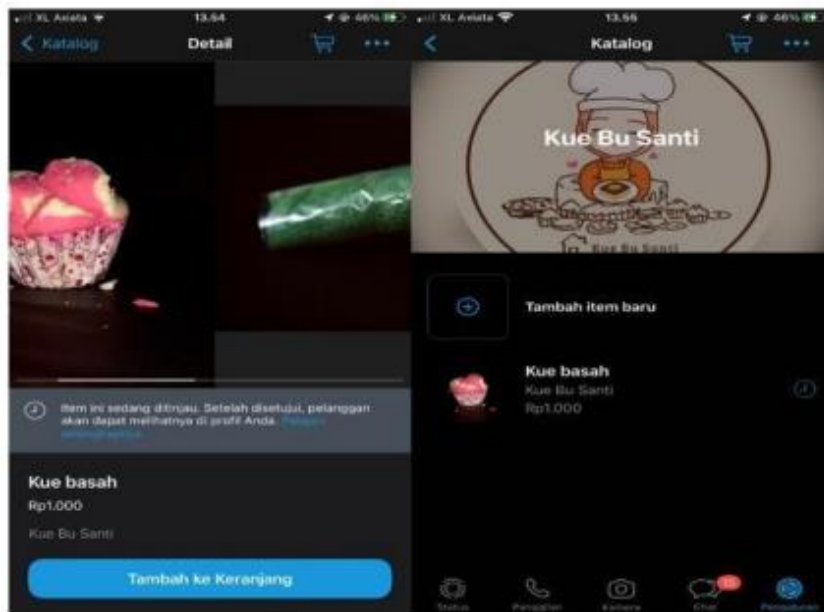 XL Axiata
13.54
46%
Katalog
Detail
Item ini sedang ditinjau. Setelah disetujui, pelanggan
akan dapat melihatnya di profil Anda. Pelajari
selengkapnya
Kue basah
Rp1.000
Kue Bu Santi
Tambah ke Keranjang
XL Axiata
13.55
46%
Katalog
Kue Bu Santi
Kue Bu Santi
Tambah item baru
Kue basah
Kue Bu Santi
Rp1.000
Status
Panggilan
Kamera
Chat
Pengaturan